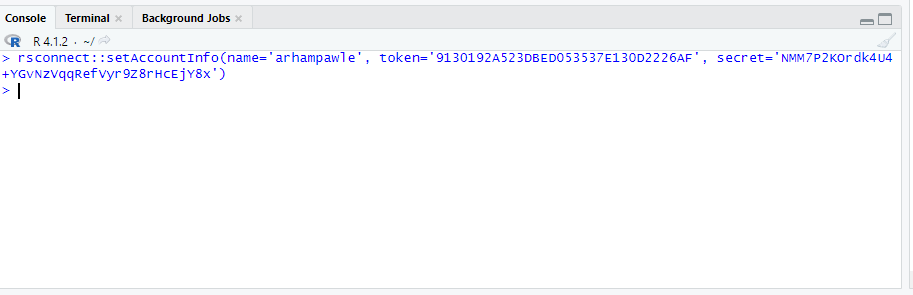 Console Terminal × Background Jobs ×
R 4.1.2 · ~/
> rsconnect::setAccountInfo(name='arhampawle', token='9130192A523DBED053537E130D2226AF', secret='NMM7P2KOrdk4U4
+YGvNzVqqRefVyr9Z8rHcEjY8x')
>